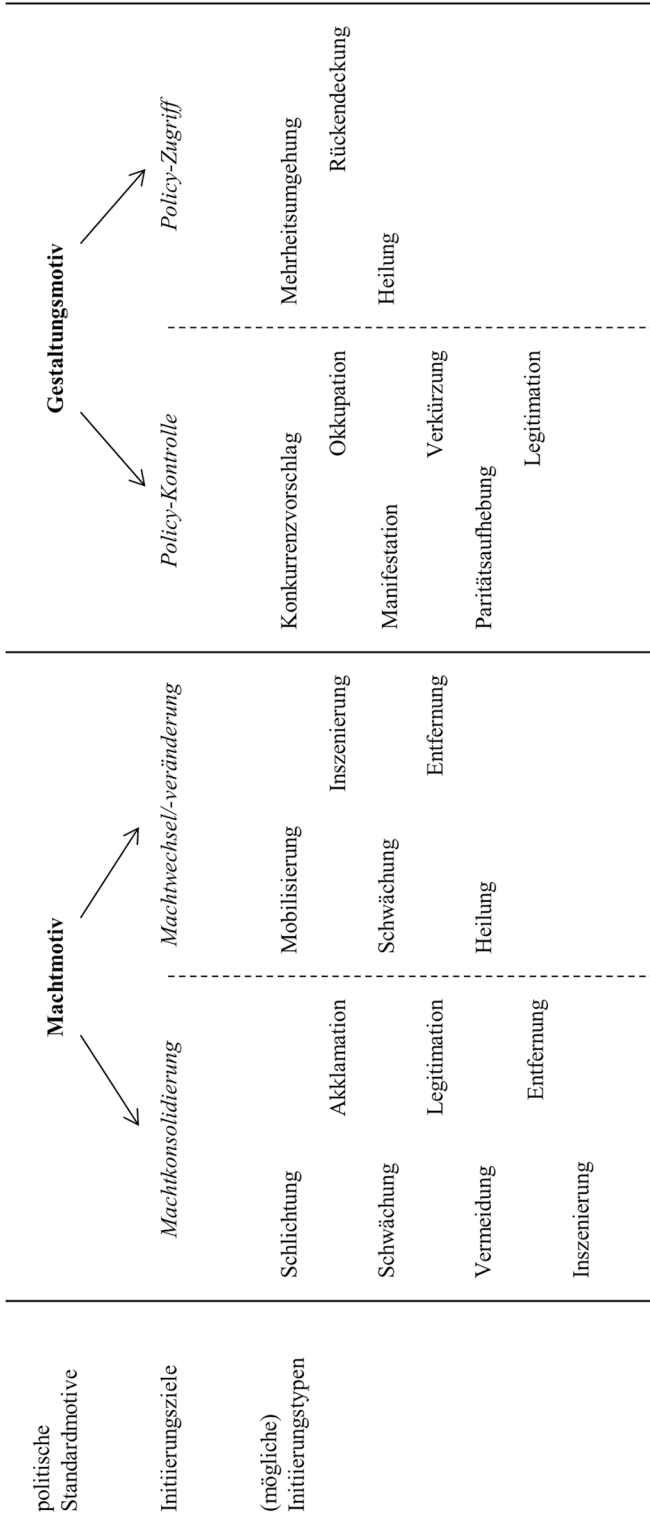 politische
Standardmotive
Machtmotiv
Gestaltungsmotiv
Initiierungsziele
Machtkonsolidierung
Machtwechsel/-veränderung
Policy-Kontrolle
Policy-Zugriff
(mögliche)
Initiierungstypen
Schlichtung
Akklamation
Schwächung
Legitimation
Vermeidung
Entfernung
Inszenierung
Mobilisierung
Inszenierung
Schwächung
Entfernung
Heilung
Konkurrenzvorschlag
Okkupation
Manifestation
Verkürzung
Paritätsaufhebung
Legitimation
Mehrheitsumgehung
Rückendeckung
Heilung